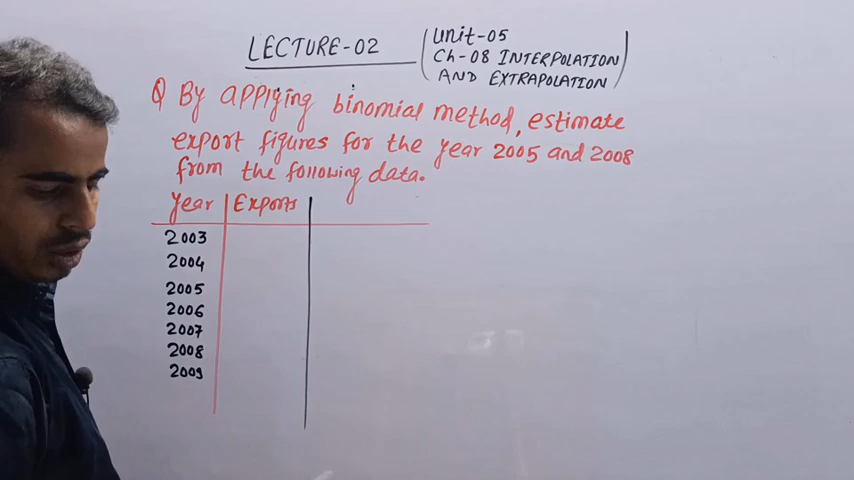 LECTURE-02
(Unit-05
Ch-08 INTERPOLATION
AND EXTRAPOLATION)
Q By applying binomial method, estimate
export figures for the year 2005 and 2008
from the following data.
Year Exports
2003
2004
2005
2006
2007
2008
2009